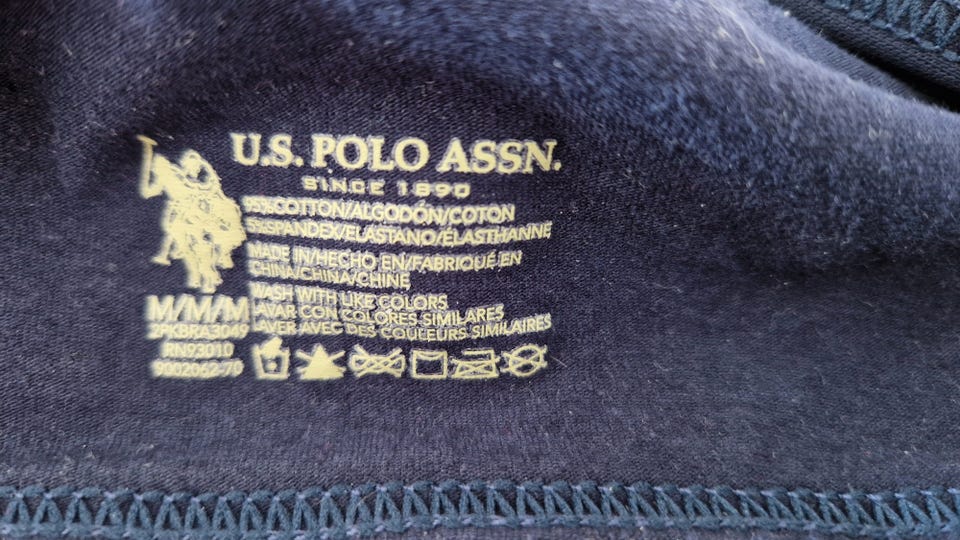 U.S. POLO ASSN.
SINCE 1890
95%COTTON/ALGODÓN/COTON
5%SPANDEX/ELASTANO/ÉLASTHANNE
MADE IN/HECHO EN/FABRIQUÉ EN
CHINA/CHINA/CHINE
WASH WITH LIKE COLORS
LAVAR CON COLORES SIMILARES
LAVER AVEC DES COULEURS SIMILAIRES
M/M/M
2PKBRA3049
RN93010
9002062-70